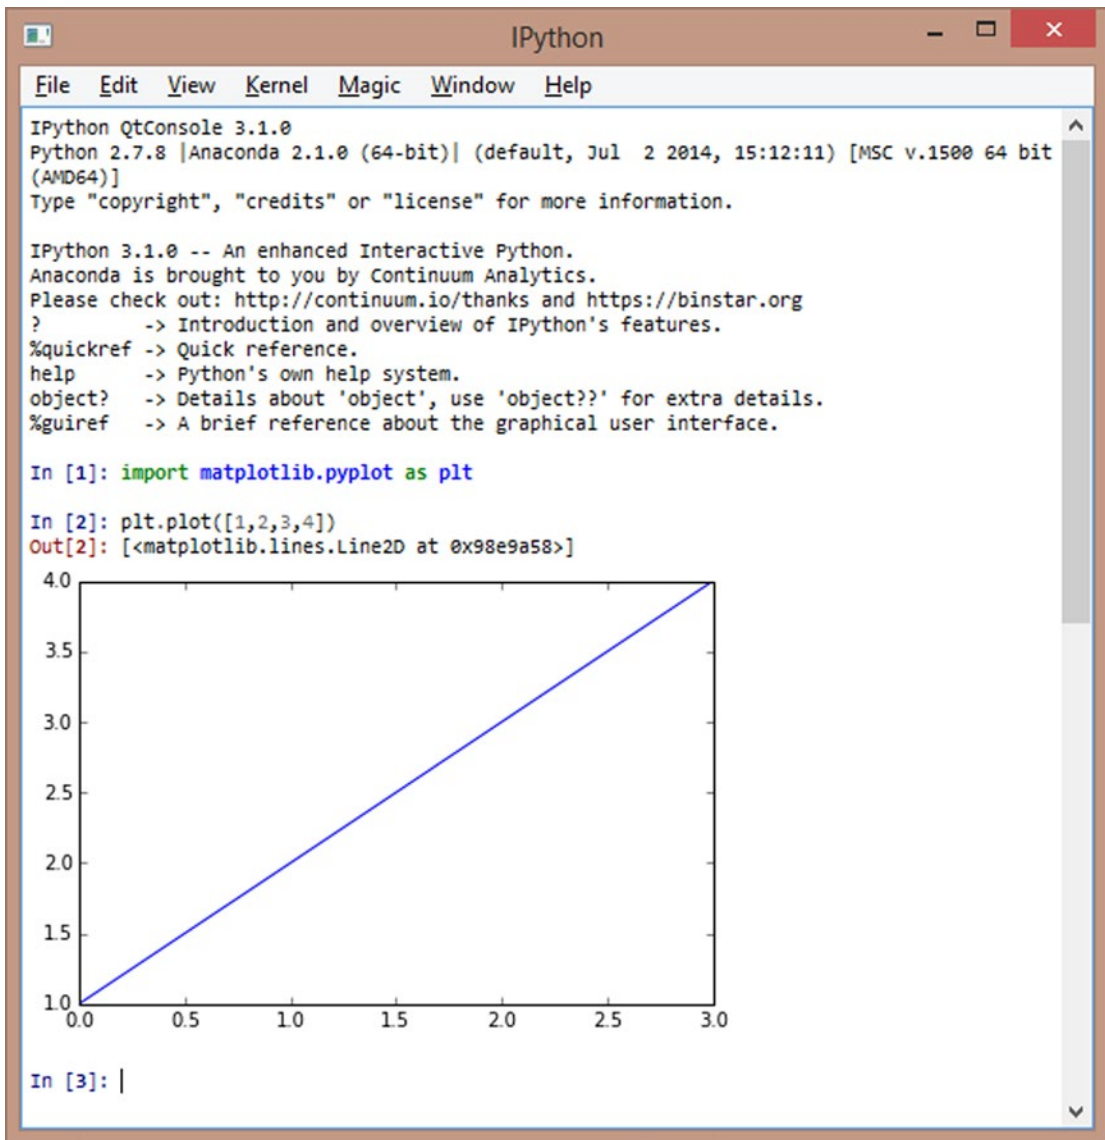 IPython
File Edit View Kernel Magic Window Help
IPython QtConsole 3.1.0
Python 2.7.8 |Anaconda 2.1.0 (64-bit)| (default, Jul  2 2014, 15:12:11) [MSC v.1500 64 bit
(AMD64)]
Type "copyright", "credits" or "license" for more information.
IPython 3.1.0 -- An enhanced Interactive Python.
Anaconda is brought to you by Continuum Analytics.
Please check out: http://continuum.io/thanks and https://binstar.org
?         -> Introduction and overview of IPython's features.
%quickref -> Quick reference.
help      -> Python's own help system.
object?   -> Details about 'object', use 'object??' for extra details.
%guiref   -> A brief reference about the graphical user interface.
In [1]: import matplotlib.pyplot as plt
In [2]: plt.plot([1,2,3,4])
Out[2]: [<matplotlib.lines.Line2D at 0x98e9a58>]
4.0
3.5
3.0
2.5
2.0
1.5
1.0
0.0 0.5 1.0 1.5 2.0 2.5 3.0
In [3]: